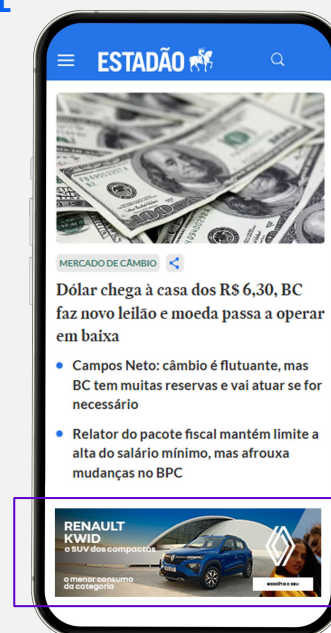 ESTADÃO
MERCADO DE CÂMBIO
Dólar chega à casa dos R$ 6,30, BC
faz novo leilão e moeda passa a operar
em baixa
Campos Neto: câmbio é flutuante, mas
BC tem muitas reservas e vai atuar se for
necessário
Relator do pacote fiscal mantém limite a
alta do salário mínimo, mas afrouxa
mudanças no BPC
RENAULT
KWID
o SUV dos compactos
o menor consumo
da categoria
escolha o seu